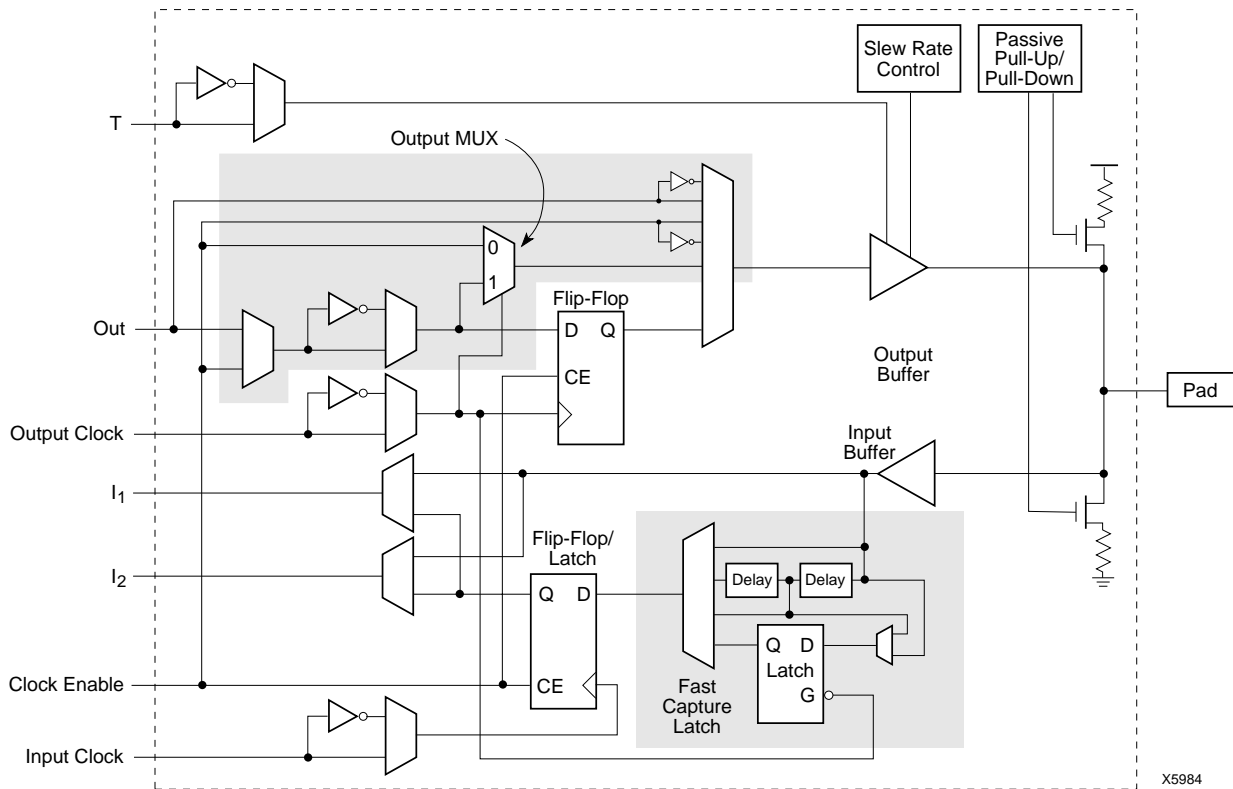 Slew Rate
Control
Passive
Pull-Up/
Pull-Down
T
Output MUX
0
1
Flip-Flop
Out
D Q
CE
Output
Buffer
Pad
Output Clock
Input
Buffer
I1
Flip-Flop/
Latch
I2
Delay
Delay
Q D
Q D
Latch
Clock Enable
CE
Fast
Capture
Latch
G
Input Clock
X5984